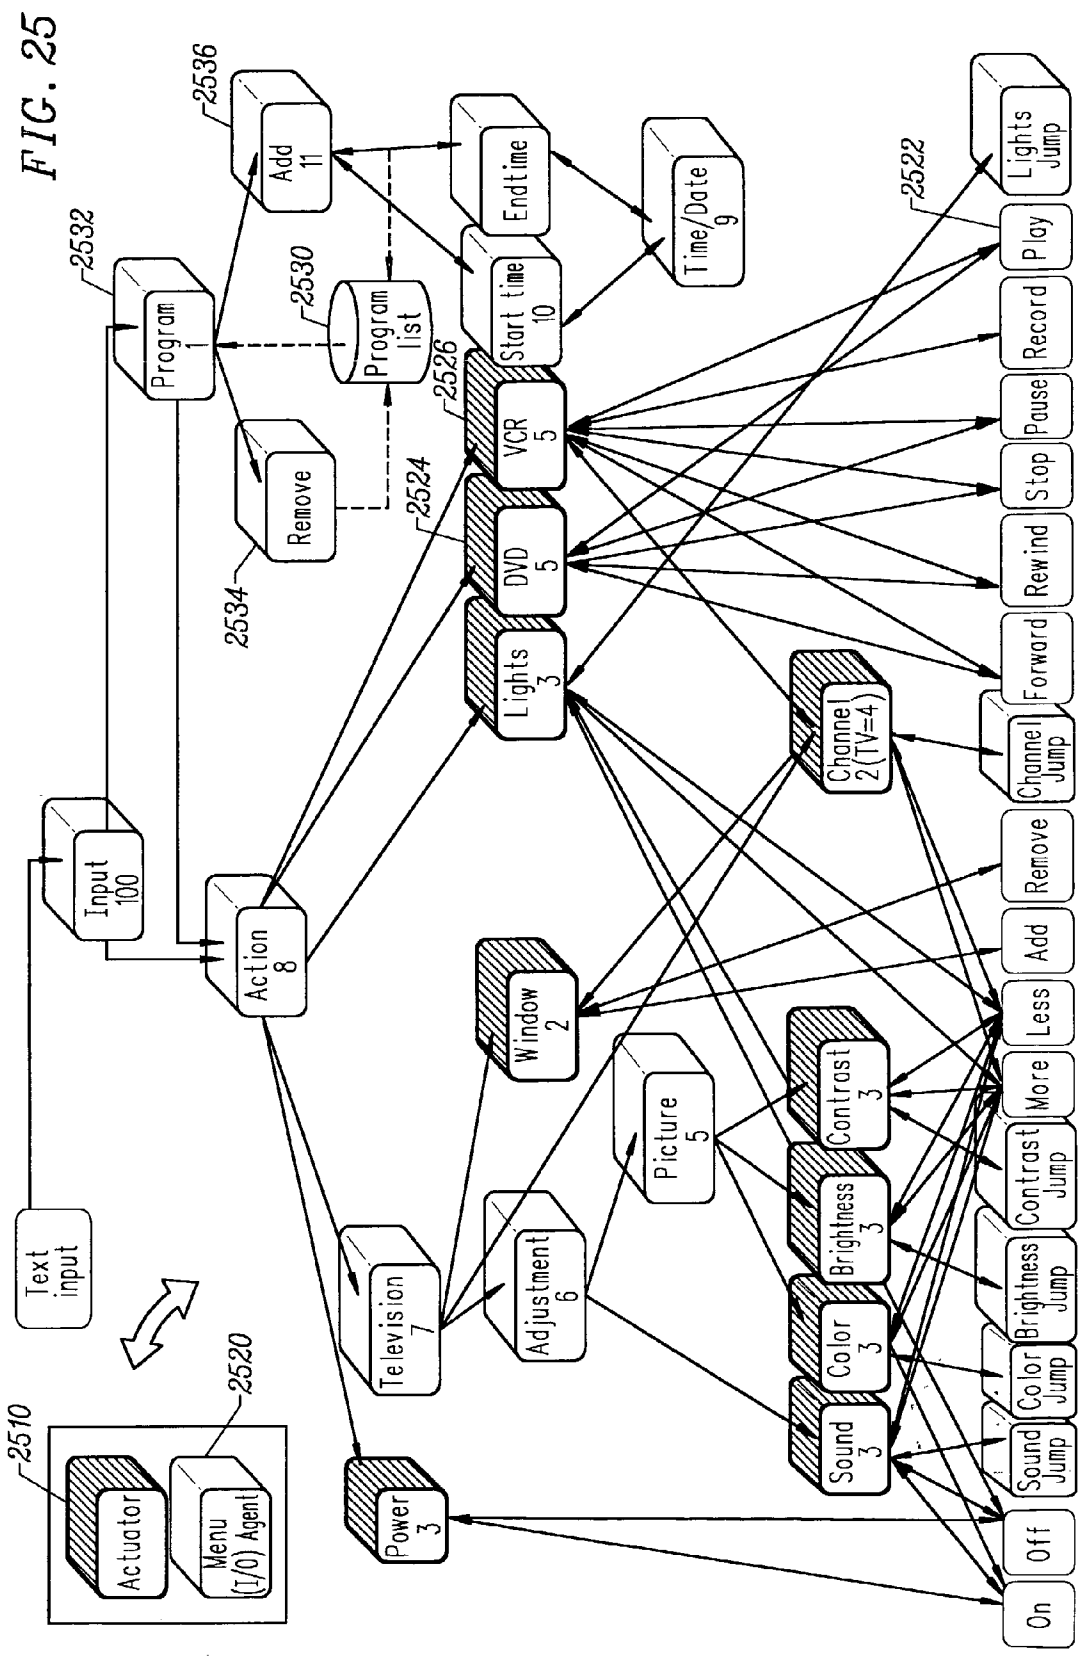 FIG. 25
2510
Actuator
Menu
(I/O) Agent
2520
Text
input
Input
100
Program
1
2532
Add
11
2536
Remove
2534
Program
list
2530
Action
8
Power
3
Television
7
Adjustment
6
Window
2
Lights
3
DVD
5
2524
VCR
5
2526
Start time
10
Endtime
Picture
5
Time/Date
9
Sound
3
Color
3
Brightness
3
Contrast
3
Channel
2(TV=4)
On
Off
Sound
Jump
Color
Jump
Brightness
Jump
Contrast
Jump
More
Less
Add
Remove
Channel
Jump
Forward
Rewind
Stop
Pause
Record
Play
2522
Lights
Jump